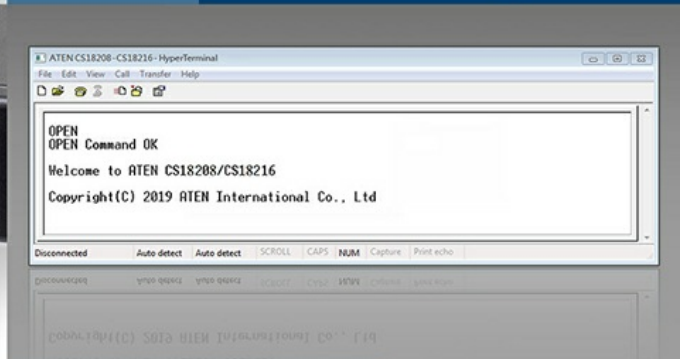 ATEN CS18208-CS18216 - HyperTerminal
File Edit View Call Transfer Help
OPEN
OPEN Command OK
Welcome to ATEN CS18208/CS18216
Copyright(C) 2019 ATEN International Co., Ltd
Disconnected Auto detect Auto detect SCROLL CAPS NUM Capture Print echo